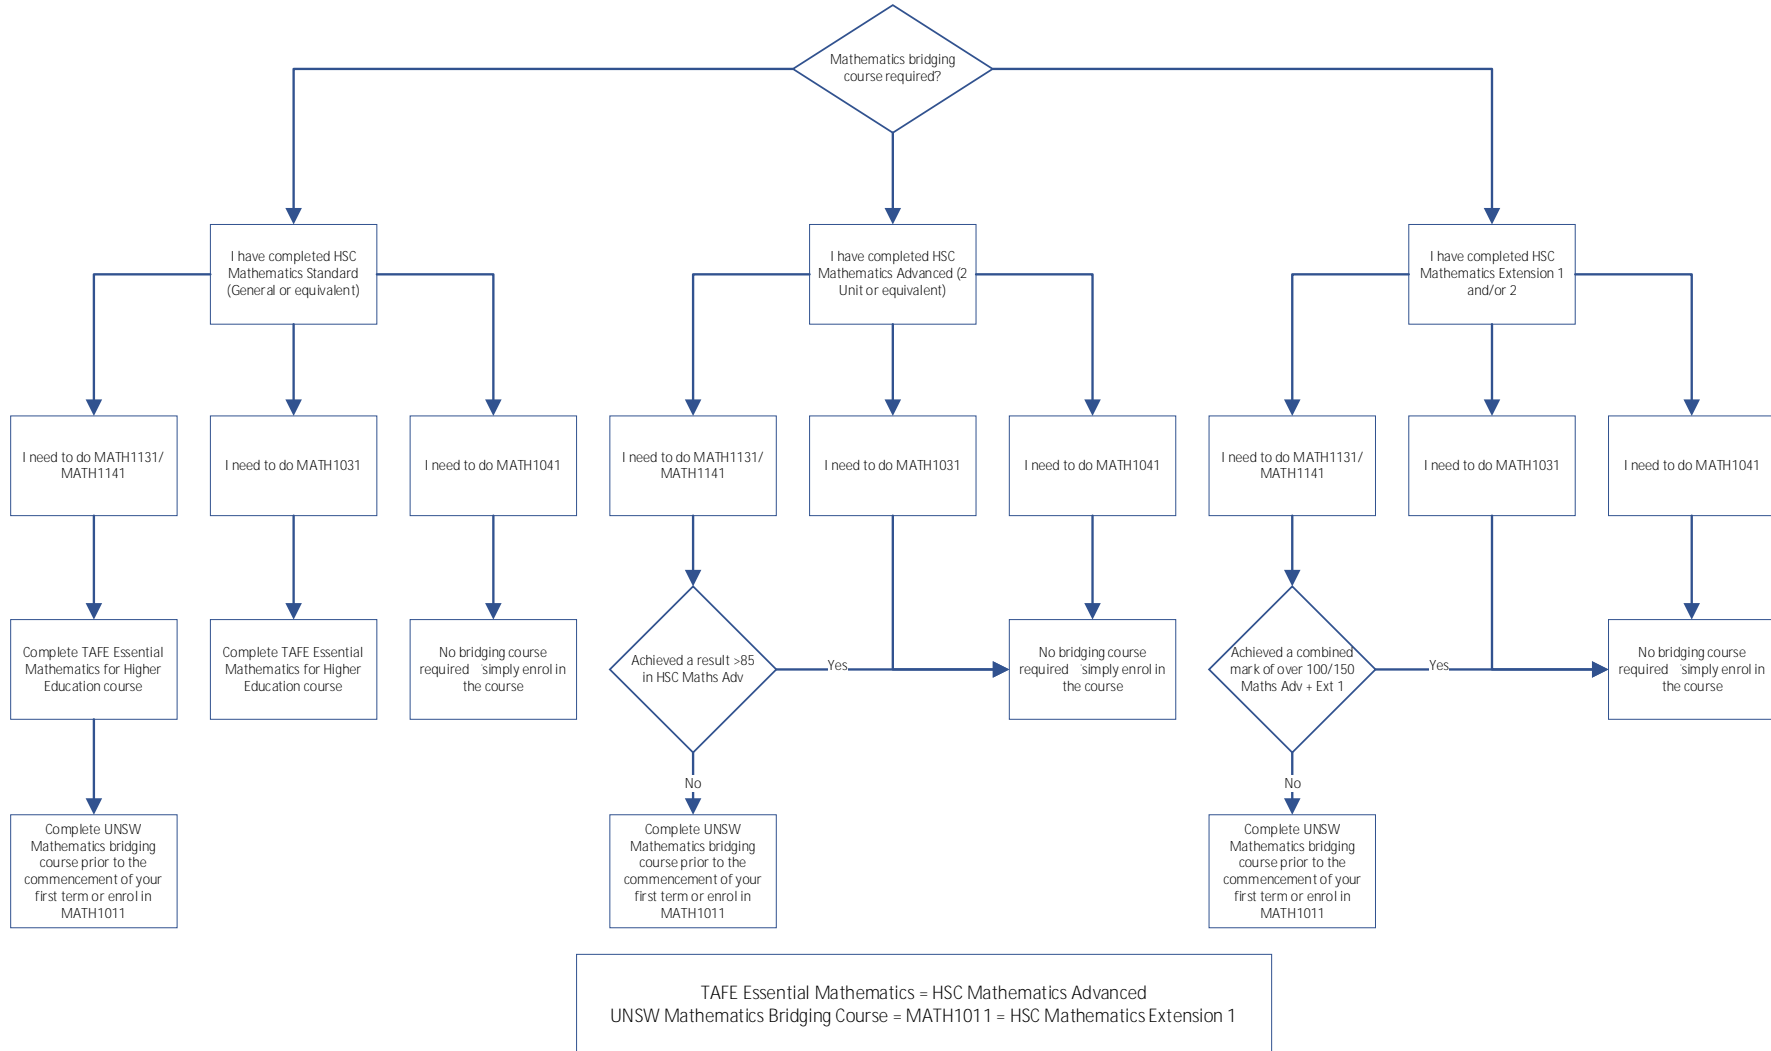 Mathematics bridging
course required?
I have completed HSC
Mathematics Standard
(General or equivalent)
I have completed HSC
Mathematics Advanced (2
Unit or equivalent)
I have completed HSC
Mathematics Extension 1
and/or 2
I need to do MATH1131/
MATH1141
I need to do MATH1031
I need to do MATH1041
I need to do MATH1131/
MATH1141
I need to do MATH1031
I need to do MATH1041
I need to do MATH1131/
MATH1141
I need to do MATH1031
I need to do MATH1041
Complete TAFE Essential
Mathematics for Higher
Education course
Complete TAFE Essential
Mathematics for Higher
Education course
No bridging course
required simply enrol in
the course
Achieved a result >85
in HSC Maths Adv
Yes
No bridging course
required simply enrol in
the course
Achieved a combined
mark of over 100/150
Maths Adv + Ext 1
Yes
No bridging course
required simply enrol in
the course
No
No
Complete UNSW
Mathematics bridging
course prior to the
commencement of your
first term or enrol in
MATH1011
Complete UNSW
Mathematics bridging
course prior to the
commencement of your
first term or enrol in
MATH1011
Complete UNSW
Mathematics bridging
course prior to the
commencement of your
first term or enrol in
MATH1011
TAFE Essential Mathematics = HSC Mathematics Advanced
UNSW Mathematics Bridging Course = MATH1011 = HSC Mathematics Extension 1